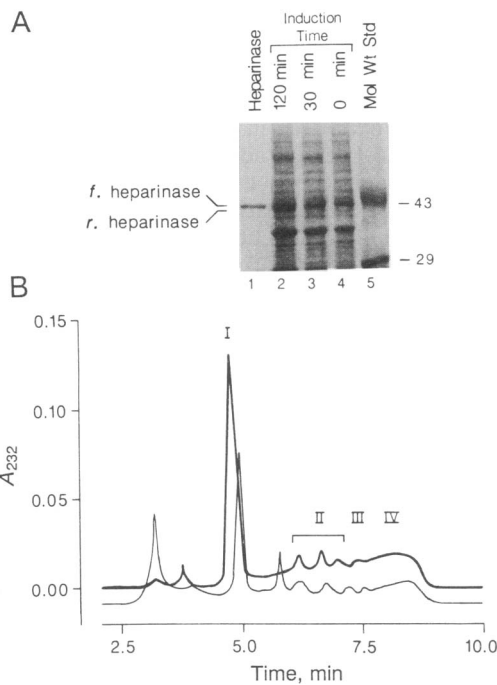 A
Induction
Time
Heparinase
120 min
30 min
0 min
Mol Wt Std
f. heparinase
r. heparinase
– 43
– 29
1 2 3 4 5
B
0.15
0.10
0.05
0.00
A232
I
II
III
IV
2.5 5.0 7.5 10.0
Time, min